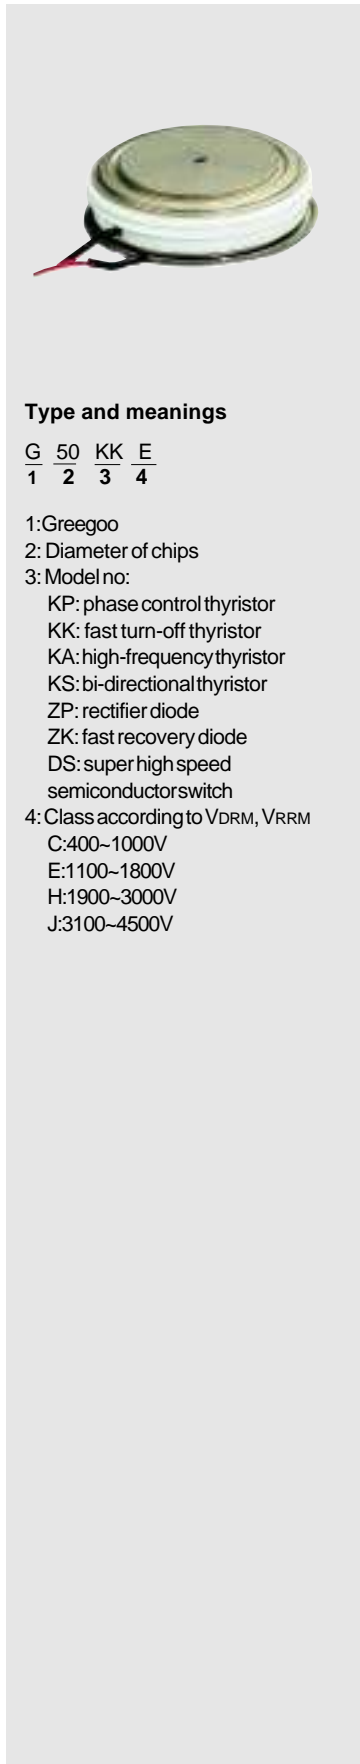 Type and meanings
G 50 KK E
1 2 3 4
1:Greegoo
2: Diameter of chips
3: Model no:
KP: phase control thyristor
KK: fast turn-off thyristor
KA: high-frequency thyristor
KS: bi-directional thyristor
ZP: rectifier diode
ZK: fast recovery diode
DS: super high speed
semiconductor switch
4: Class according to VDRM, VRRM
C:400~1000V
E:1100~1800V
H:1900~3000V
J:3100~4500V